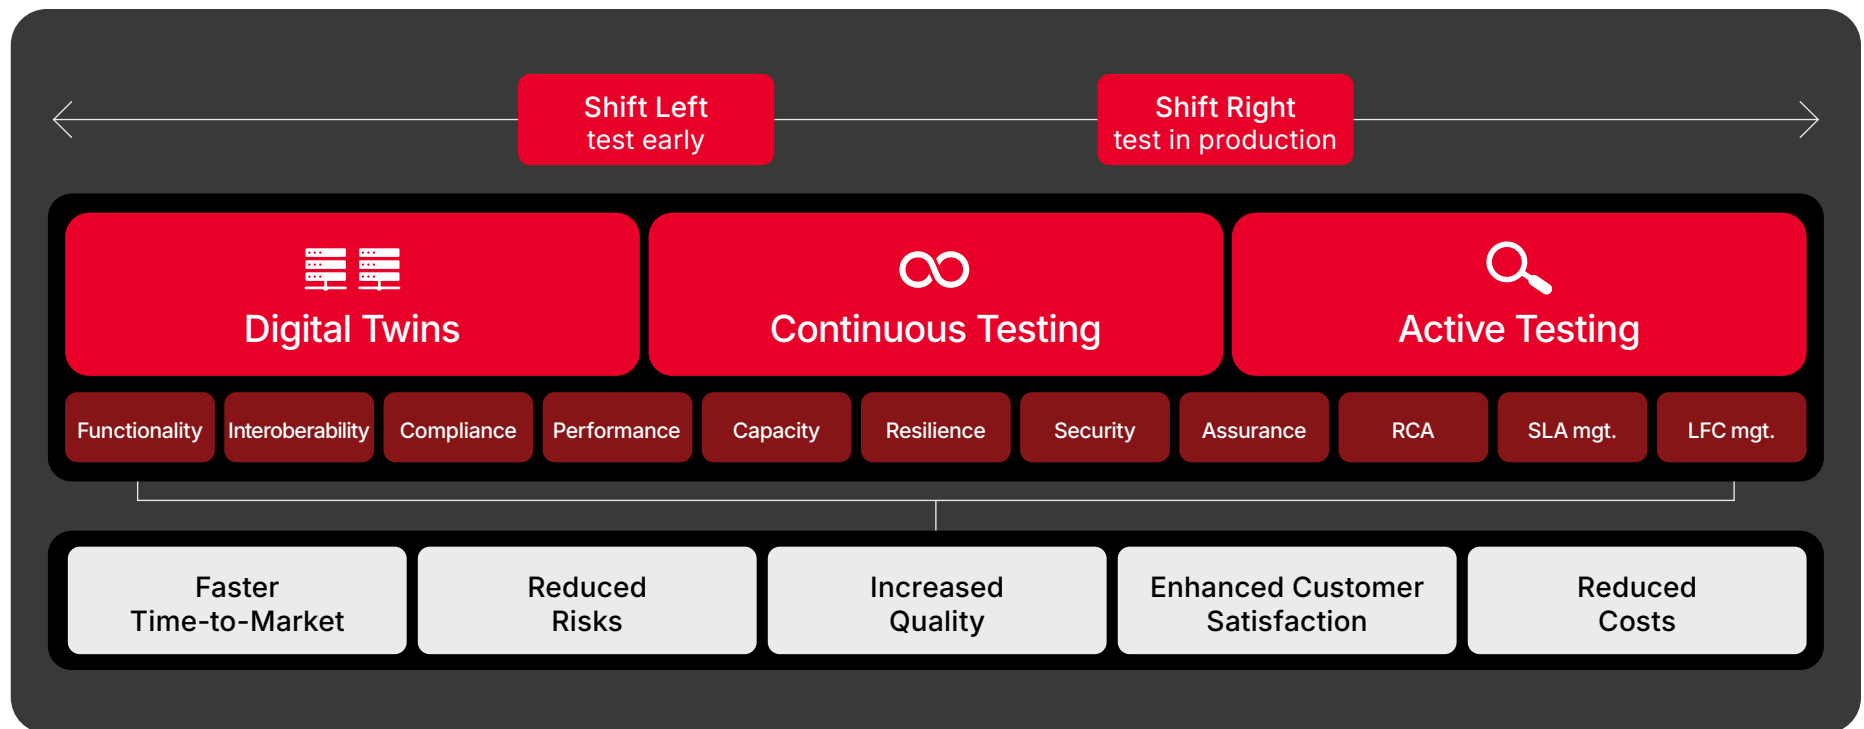 Shift Left
test early
Shift Right
test in production
Digital Twins
Continuous Testing
Active Testing
Functionality
Interoberability
Compliance
Performance
Capacity
Resilience
Security
Assurance
RCA
SLA mgt.
LFC mgt.
Faster
Time-to-Market
Reduced
Risks
Increased
Quality
Enhanced Customer
Satisfaction
Reduced
Costs